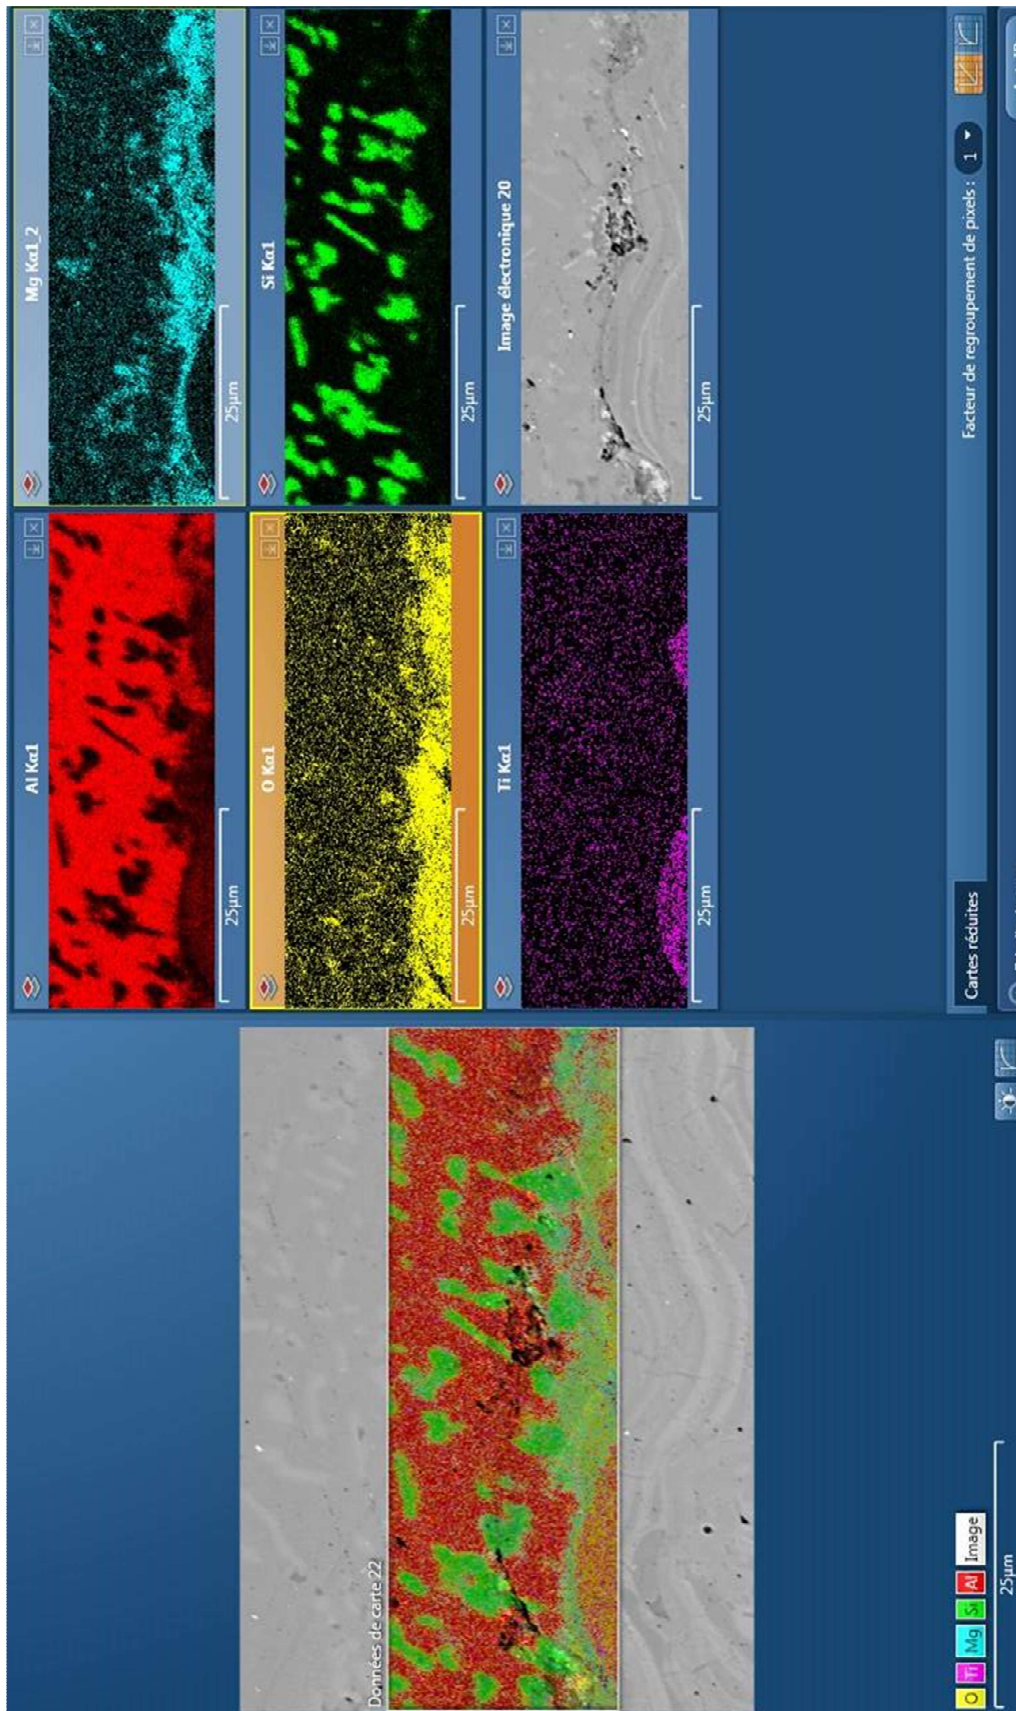 Données de carte 22
O Ti Mg Si Al Image
25µm
Al Kα1
25µm
Mg Kα1_2
25µm
O Kα1
25µm
Si Kα1
25µm
Ti Kα1
25µm
Image électronique 20
25µm
Cartes réduites
Facteur de regroupement de pixels : 1